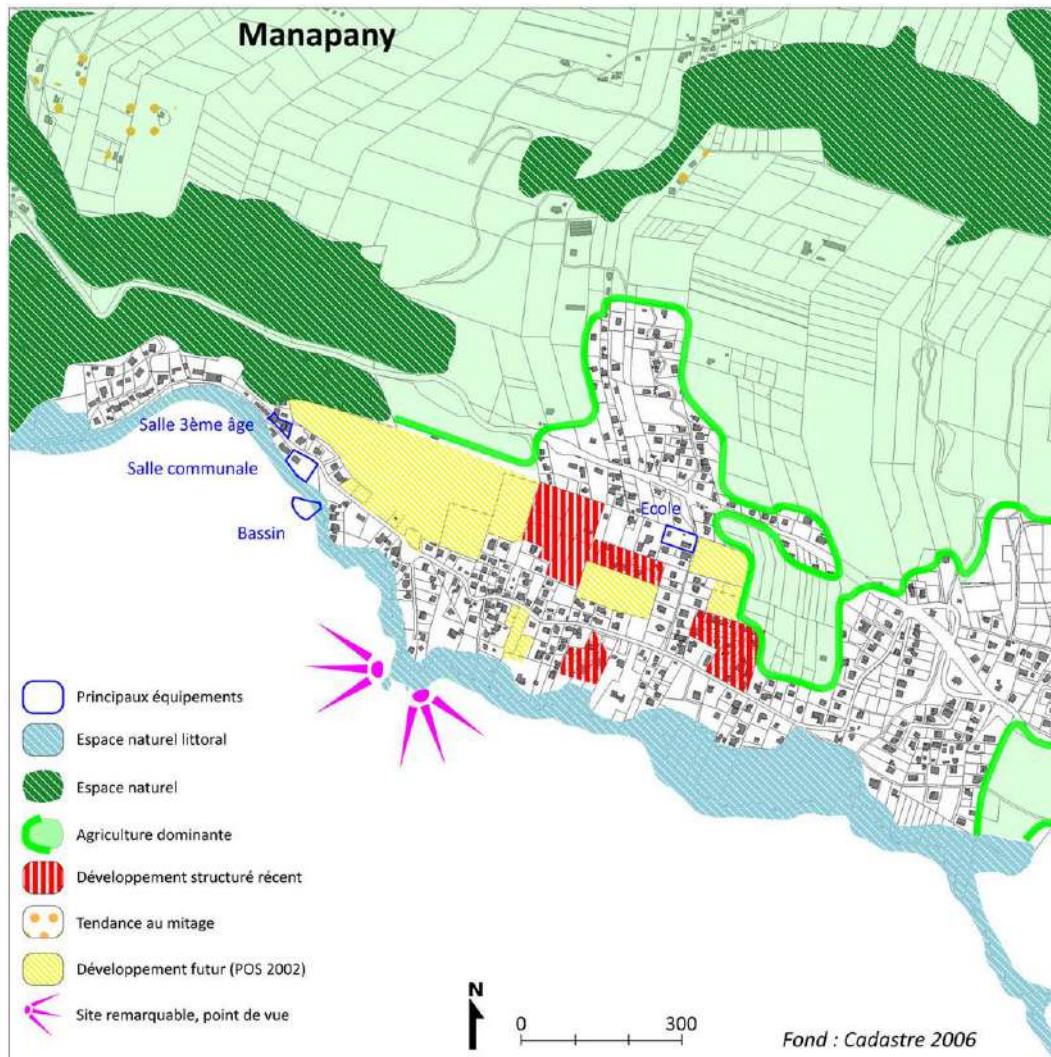 Manapany
Salle 3ème âge
Salle communale
Bassin
Ecole
Principaux équipements
Espace naturel littoral
Espace naturel
Agriculture dominante
Développement structuré récent
Tendance au mitage
Développement futur (POS 2002)
Site remarquable, point de vue
N
0 300
Fond : Cadastre 2006